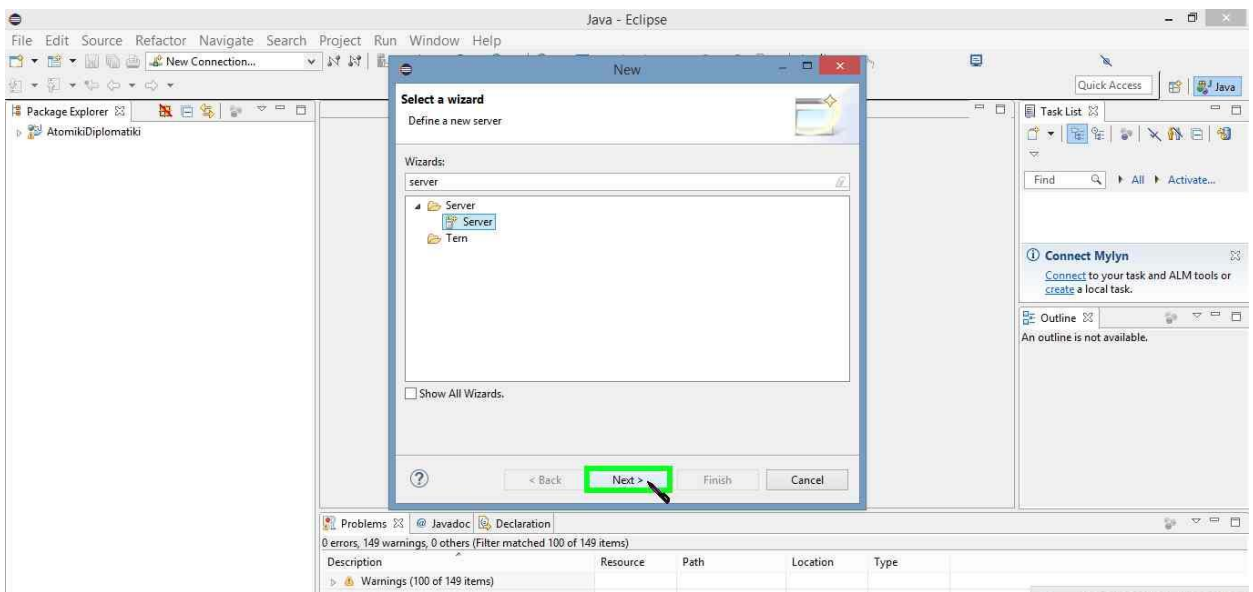 Java - Eclipse
File Edit Source Refactor Navigate Search Project Run Window Help
New Connection...
Quick Access
Java
Package Explorer
AtomikiDiplomatiki
New
Select a wizard
Define a new server
Wizards:
server
Server
Server
Tern
Show All Wizards.
< Back Next > Finish Cancel
Task List
Find All Activate...
Connect Mylyn
Connect to your task and ALM tools or
create a local task.
Outline
An outline is not available.
Problems @ Javadoc Declaration
0 errors, 149 warnings, 0 others (Filter matched 100 of 149 items)
Description Resource Path Location Type
Warnings (100 of 149 items)